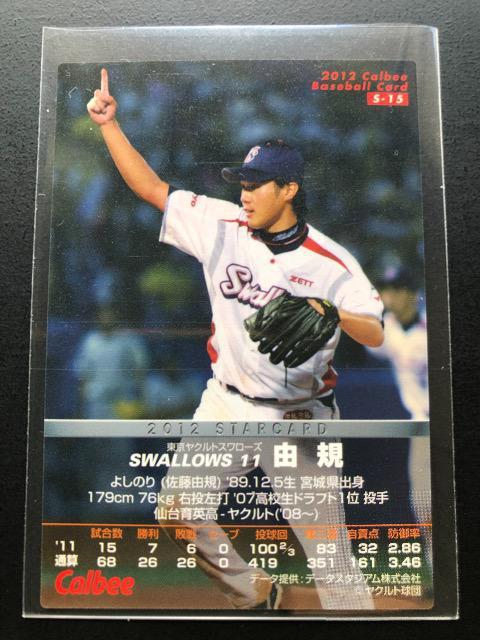 2012 Calbee
Baseball Card
S-15
ZETT
Swallows
2012 STARCARD
東京ヤクルトスワローズ
SWALLOWS 11 由規
よしのり (佐藤由規) '89.12.5生 宮城県出身
179cm 76kg 右投左打 '07高校生ドラフト1位 投手
仙台育英高-ヤクルト('08〜)
試合数 勝利 敗戦 セーブ 投球回 奪三振 自責点 防御率
'11 15 7 6 0 100 2/3 83 32 2.86
通算 68 26 26 0 419 351 161 3.46
Calbee
データ提供:データスタジアム株式会社
©ヤクルト球団